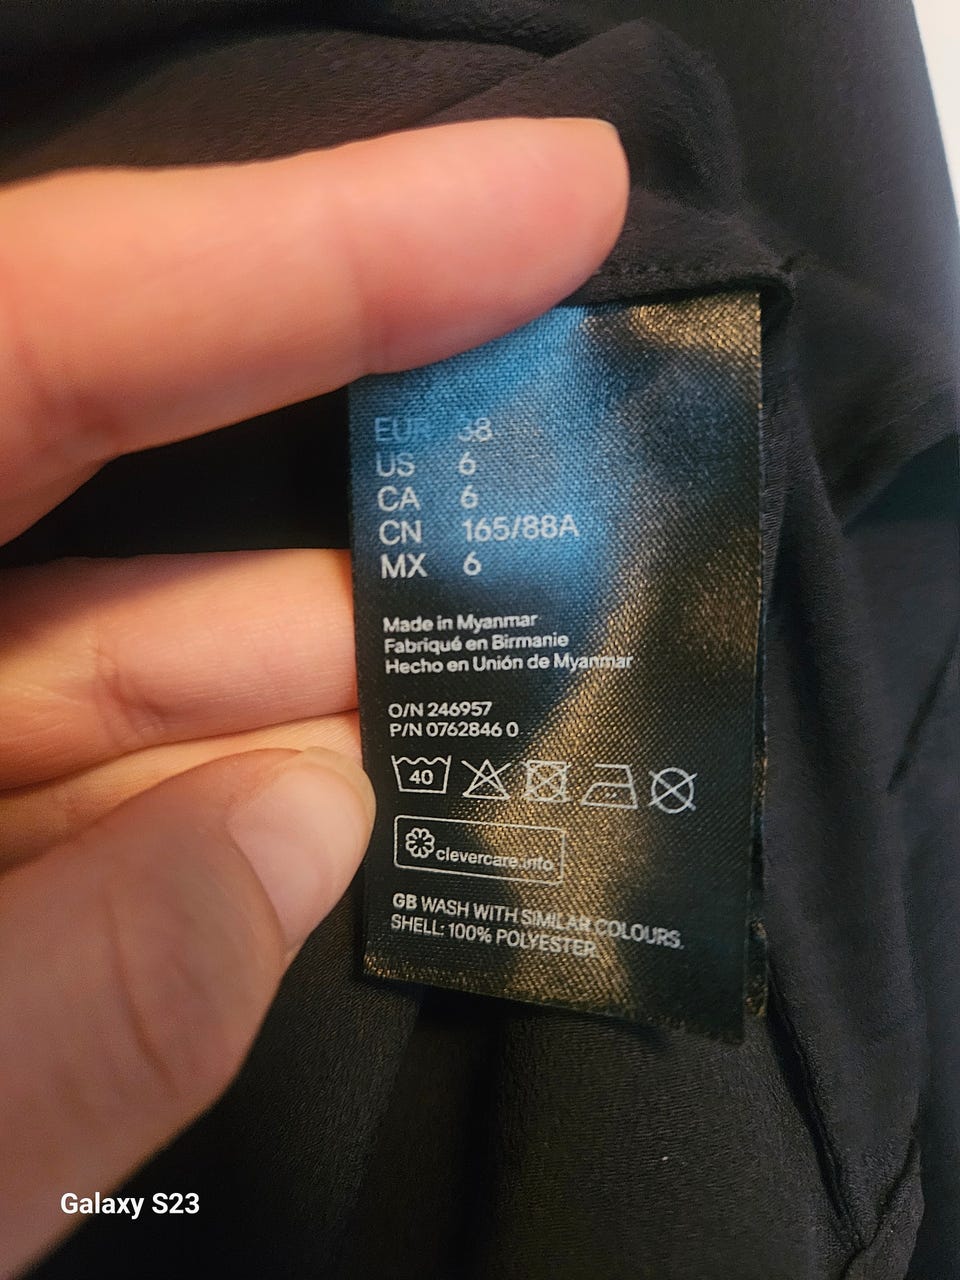 EUR 38
US 6
CA 6
CN 165/88A
MX 6
Made in Myanmar
Fabriqué en Birmanie
Hecho en Unión de Myanmar
O/N 246957
P/N 0762846 0
40
clevercare.info
GB WASH WITH SIMILAR COLOURS.
SHELL: 100% POLYESTER
Galaxy S23